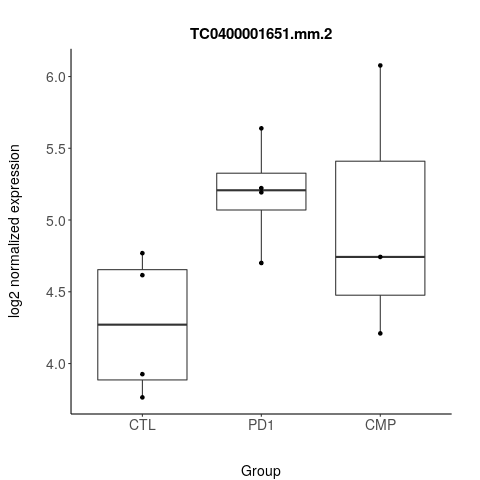 TC0400001651.mm.2
log2 normalized expression
6.0
5.5
5.0
4.5
4.0
CTL PD1 CMP
Group